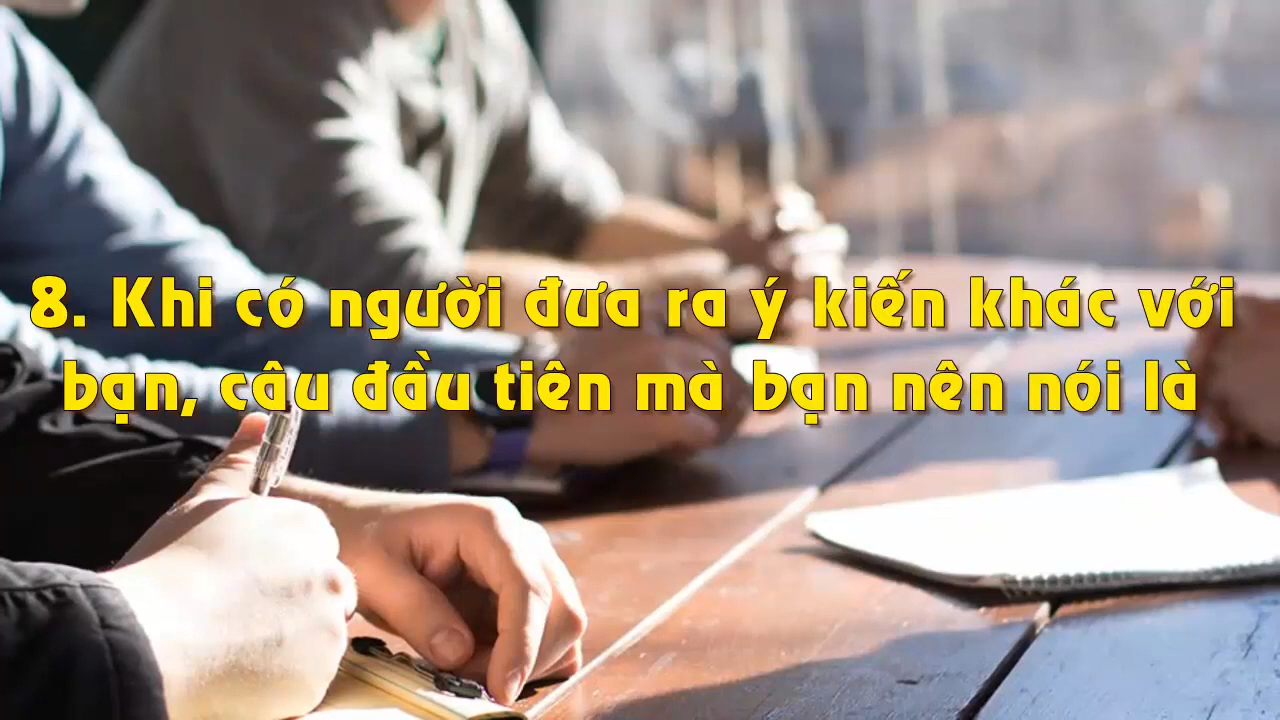 8. Khi có người đưa ra ý kiến khác với
bạn, câu đầu tiên mà bạn nên nói là